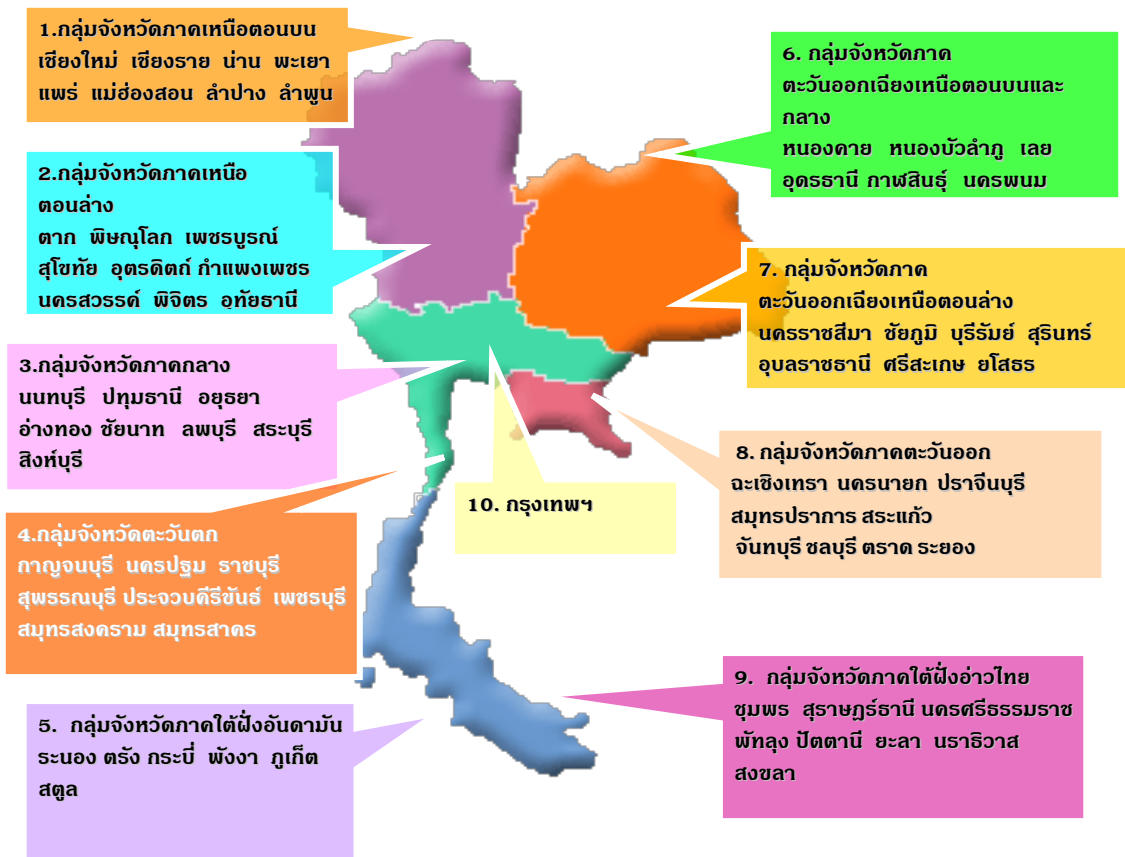 1.กลุ่มจังหวัดภาคเหนือตอนบน
เชียงใหม่ เชียงราย น่าน พะเยา
แพร่ แม่ฮ่องสอน ลำปาง ลำพูน
2.กลุ่มจังหวัดภาคเหนือ
ตอนล่าง
ตาก พิษณุโลก เพชรบูรณ์
สุโขทัย อุตรดิตถ์ กำแพงเพชร
นครสวรรค์ พิจิตร อุทัยธานี
3.กลุ่มจังหวัดภาคกลาง
นนทบุรี ปทุมธานี อยุธยา
อ่างทอง ชัยนาท ลพบุรี สระบุรี
สิงห์บุรี
4.กลุ่มจังหวัดตะวันตก
กาญจนบุรี นครปฐม ราชบุรี
สุพรรณบุรี ประจวบคีรีขันธ์ เพชรบุรี
สมุทรสงคราม สมุทรสาคร
5. กลุ่มจังหวัดภาคใต้ฝั่งอันดามัน
ระนอง ตรัง กระบี่ พังงา ภูเก็ต
สตูล
6. กลุ่มจังหวัดภาค
ตะวันออกเฉียงเหนือตอนบนและ
กลาง
หนองคาย หนองบัวลำภู เลย
อุดรธานี กาฬสินธุ์ นครพนม
7. กลุ่มจังหวัดภาค
ตะวันออกเฉียงเหนือตอนล่าง
นครราชสีมา ชัยภูมิ บุรีรัมย์ สุรินทร์
อุบลราชธานี ศรีสะเกษ ยโสธร
8. กลุ่มจังหวัดภาคตะวันออก
ฉะเชิงเทรา นครนายก ปราจีนบุรี
สมุทรปราการ สระแก้ว
จันทบุรี ชลบุรี ตราด ระยอง
9. กลุ่มจังหวัดภาคใต้ฝั่งอ่าวไทย
ชุมพร สุราษฎร์ธานี นครศรีธรรมราช
พัทลุง ปัตตานี ยะลา นราธิวาส
สงขลา
10. กรุงเทพฯ